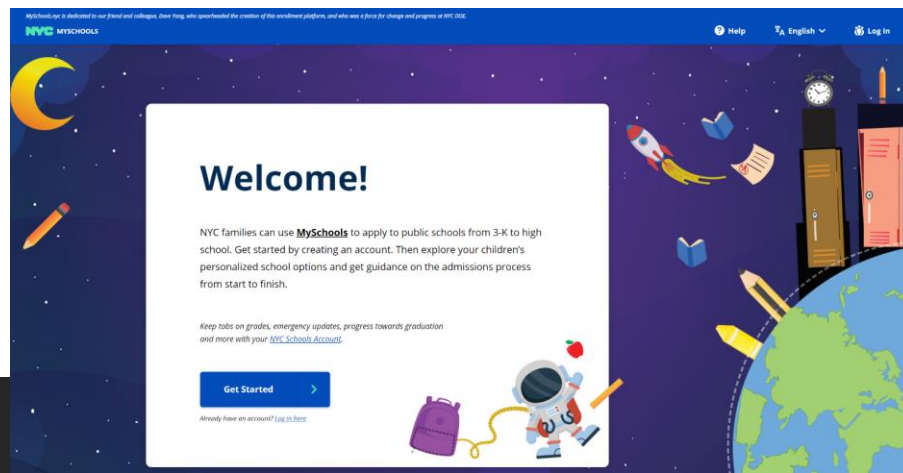 MySchools.nyc is dedicated to our friend and colleague, Dave Yang, who spearheaded the creation of this enrollment platform, and who was a force for change and progress at NYC DOE.
NYC MYSCHOOLS
Help
English
Log In
Welcome!
NYC families can use MySchools to apply to public schools from 3-K to high
school. Get started by creating an account. Then explore your children's
personalized school options and get guidance on the admissions process
from start to finish.
Keep tabs on grades, emergency updates, progress towards graduation
and more with your NYC Schools Account.
Get Started
Already have an account? Log in here